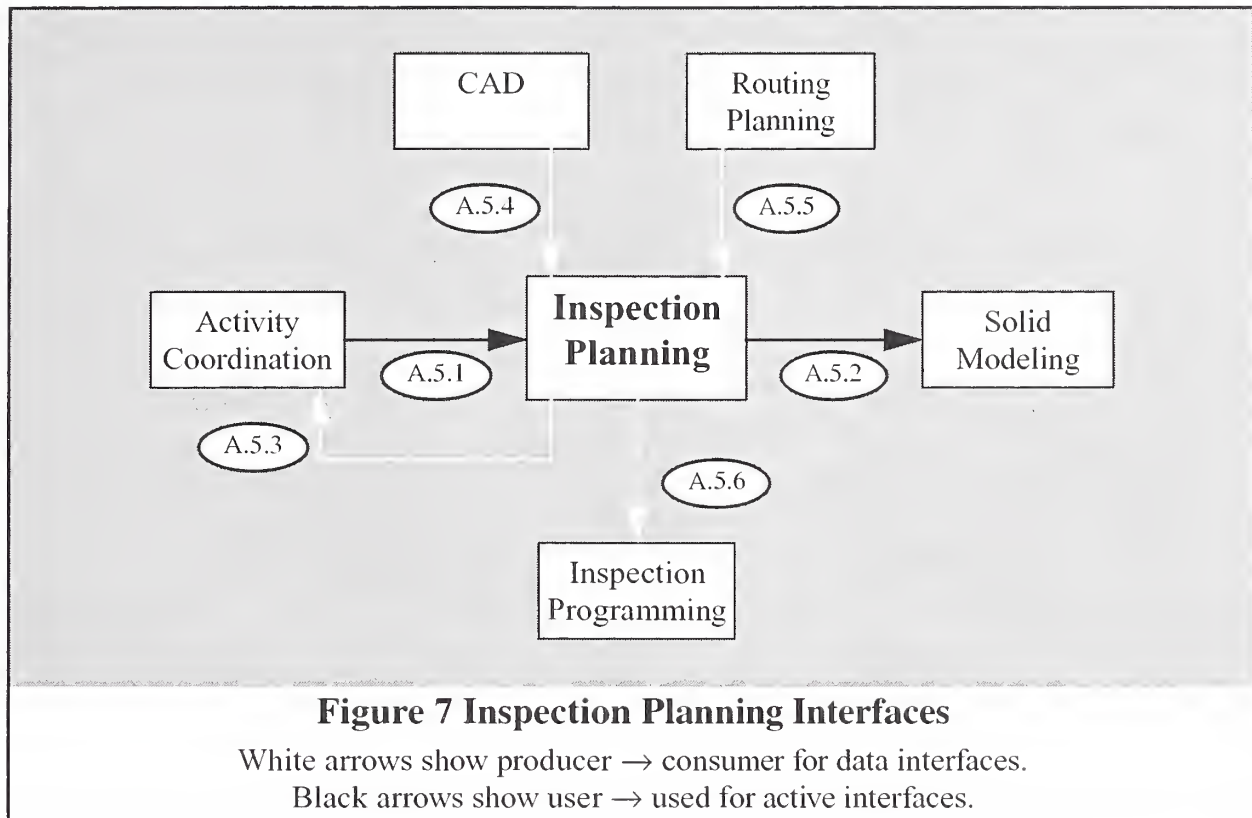 CAD
Routing
Planning
A.5.4
A.5.5
Activity
Coordination
Inspection
Planning
Solid
Modeling
A.5.1
A.5.2
A.5.3
A.5.6
Inspection
Programming
Figure 7 Inspection Planning Interfaces
White arrows show producer → consumer for data interfaces.
Black arrows show user → used for active interfaces.